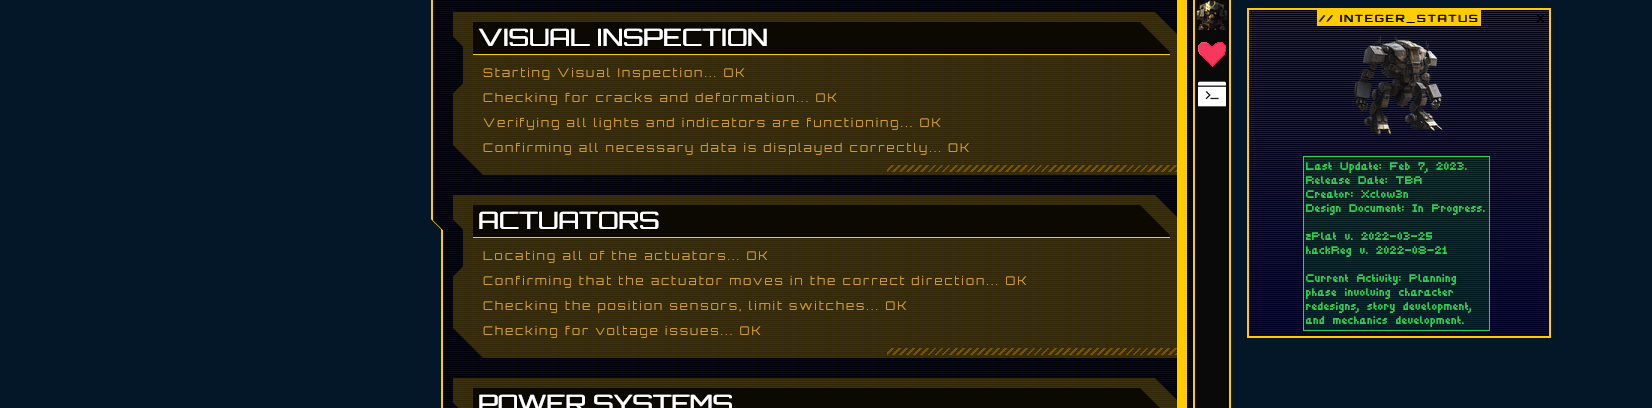 VISUAL INSPECTION
Starting Visual Inspection... OK
Checking for cracks and deformation... OK
Verifying all lights and indicators are functioning... OK
Confirming all necessary data is displayed correctly... OK
ACTUATORS
Locating all of the actuators... OK
Confirming that the actuator moves in the correct direction... OK
Checking the position sensors, limit switches... OK
Checking for voltage issues... OK
POWER SYSTEMS
// INTEGER_STATUS
X
Last Update: Feb 7, 2023.
Release Date: TBA
Creator: Xclow3n
Design Document: In Progress.
zPlat v. 2022-03-25
hackReg v. 2022-08-21
Current Activity: Planning
phase involving character
redesigns, story development,
and mechanics development.